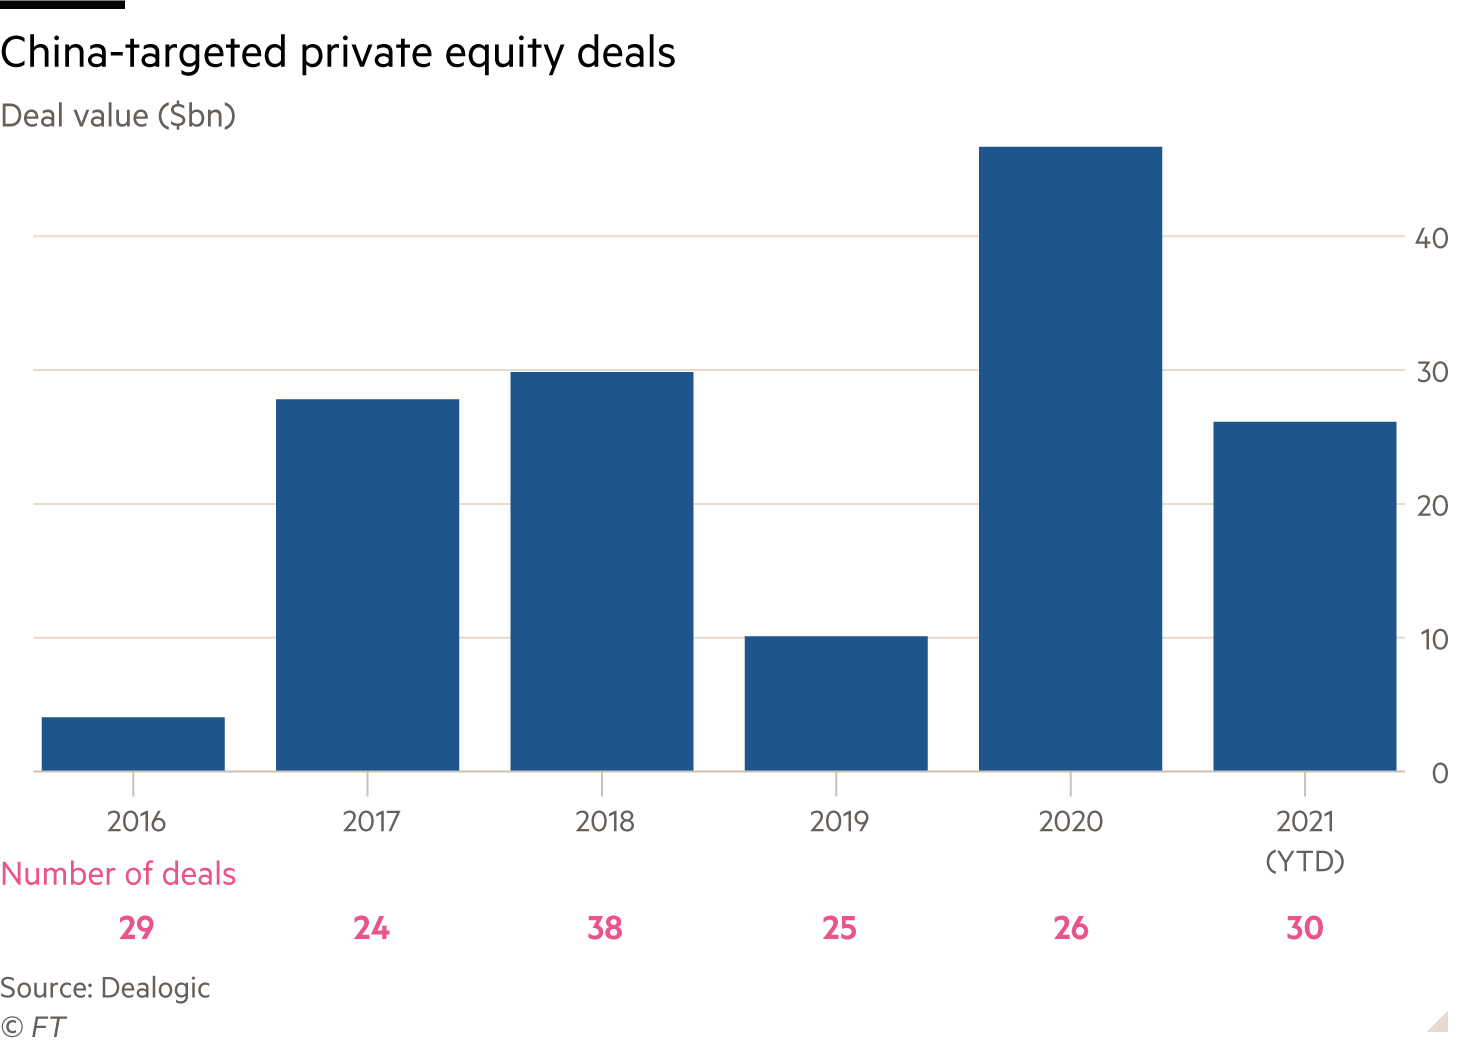 China-targeted private equity deals
Deal value ($bn)
40
30
20
10
0
2016 2017 2018 2019 2020 2021
(YTD)
Number of deals
29 24 38 25 26 30
Source: Dealogic
© FT